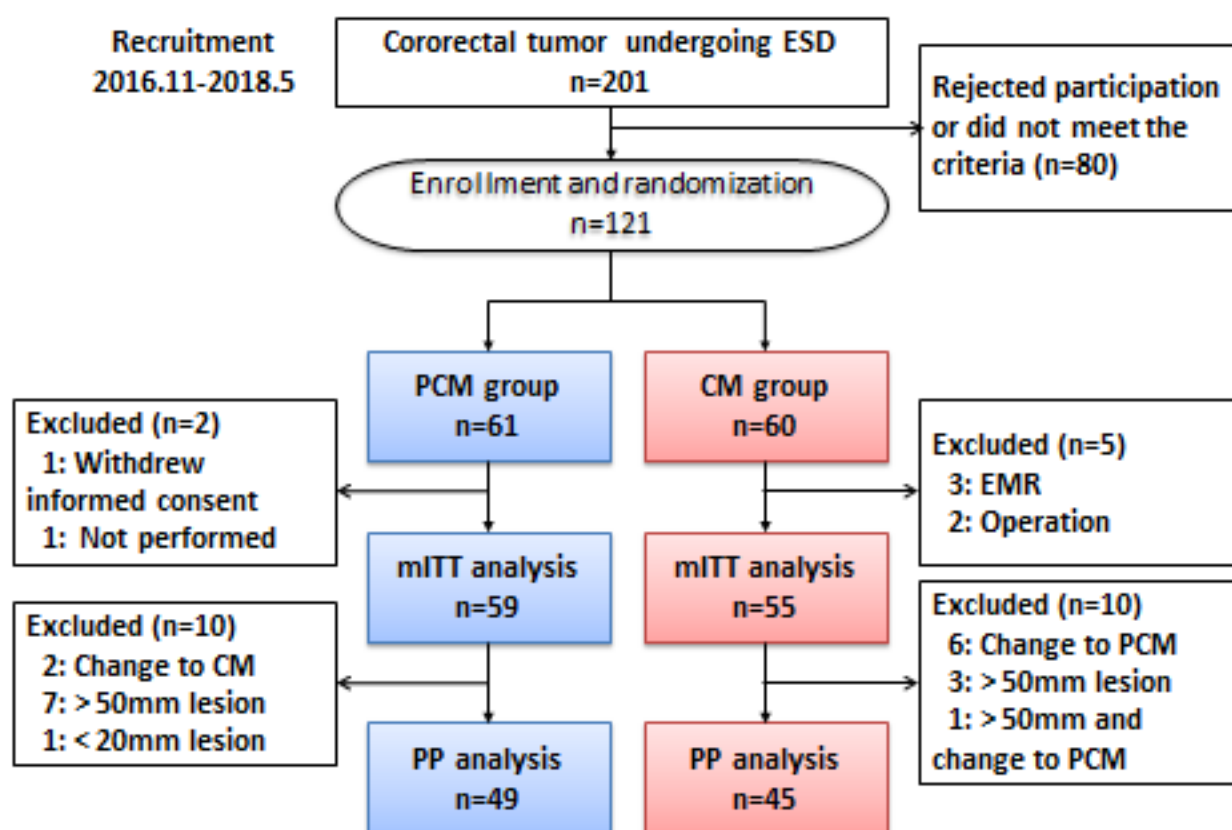 Recruitment
2016.11-2018.5
Cororectal tumor undergoing ESD
n=201
Rejected participation
or did not meet the
criteria (n=80)
Enrollment and randomization
n=121
PCM group
n=61
CM group
n=60
Excluded (n=2)
1: Withdrew
informed consent
1: Not performed
Excluded (n=5)
3: EMR
2: Operation
mITT analysis
n=59
mITT analysis
n=55
Excluded (n=10)
2: Change to CM
7: >50mm lesion
1: <20mm lesion
Excluded (n=10)
6: Change to PCM
3: >50mm lesion
1: >50mm and
change to PCM
PP analysis
n=49
PP analysis
n=45